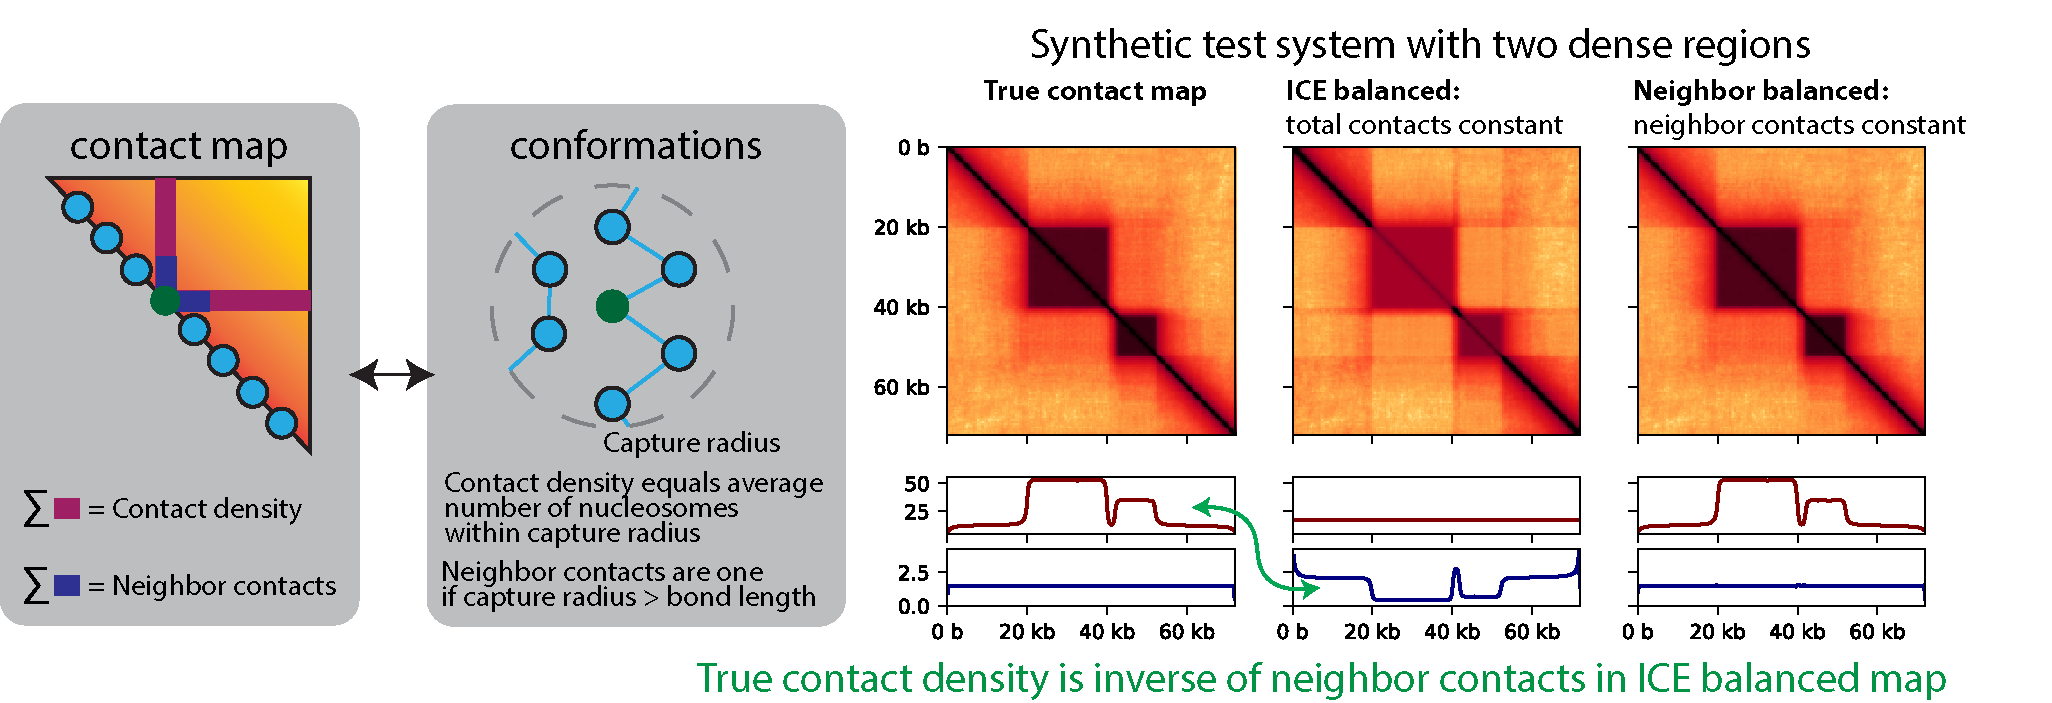 contact map
∑ = Contact density
∑ = Neighbor contacts
conformations
Capture radius
Contact density equals average
number of nucleosomes
within capture radius
Neighbor contacts are one
if capture radius > bond length
Synthetic test system with two dense regions
True contact map
ICE balanced:
total contacts constant
Neighbor balanced:
neighbor contacts constant
0 b
20 kb
40 kb
60 kb
50
25
2.5
0.0
0 b 20 kb 40 kb 60 kb
0 b 20 kb 40 kb 60 kb
0 b 20 kb 40 kb 60 kb
True contact density is inverse of neighbor contacts in ICE balanced map